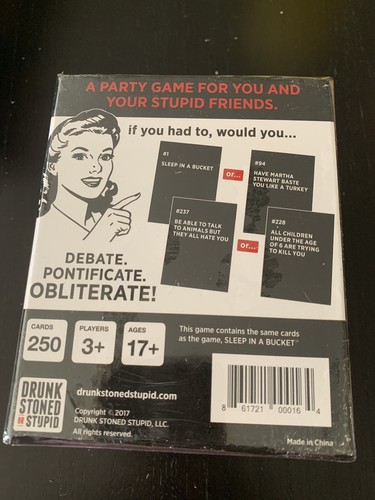 A PARTY GAME FOR YOU AND
YOUR STUPID FRIENDS.
if you had to, would you...
#1
SLEEP IN A BUCKET
or...
#94
HAVE MARTHA
STEWART BASTE
YOU LIKE A TURKEY
#237
BE ABLE TO TALK
TO ANIMALS BUT
THEY ALL HATE YOU
or...
#228
ALL CHILDREN
UNDER THE AGE
OF 6 ARE TRYING
TO KILL YOU
DEBATE.
PONTIFICATE.
OBLITERATE!
CARDS
250
PLAYERS
3+
AGES
17+
This game contains the same cards
as the game, SLEEP IN A BUCKET™
DRUNK
STONED
OR STUPID
drunkstonedstupid.com
Copyright © 2017
DRUNK STONED STUPID, LLC.
All rights reserved.
8 61721 00016 4
Made in China